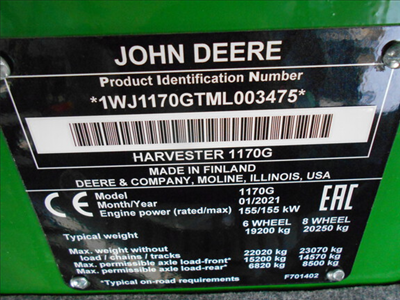 JOHN DEERE
Product Identification Number
*1WJ1170GTML003475*
HARVESTER 1170G
MADE IN FINLAND
DEERE & COMPANY, MOLINE, ILLINOIS, USA
CE
Model 1170G
Month/Year 01/2021
Engine power (rated/max) 155/155 kW
EAC
6 WHEEL 8 WHEEL
Typical weight 19200 kg 20250 kg
Max. weight without
load / chains / tracks 22020 kg 23070 kg
Max. permissible axle load-front* 15200 kg 14570 kg
Max. permissible axle load-rear* 6820 kg 8500 kg
*Typical on-road requirements F701402